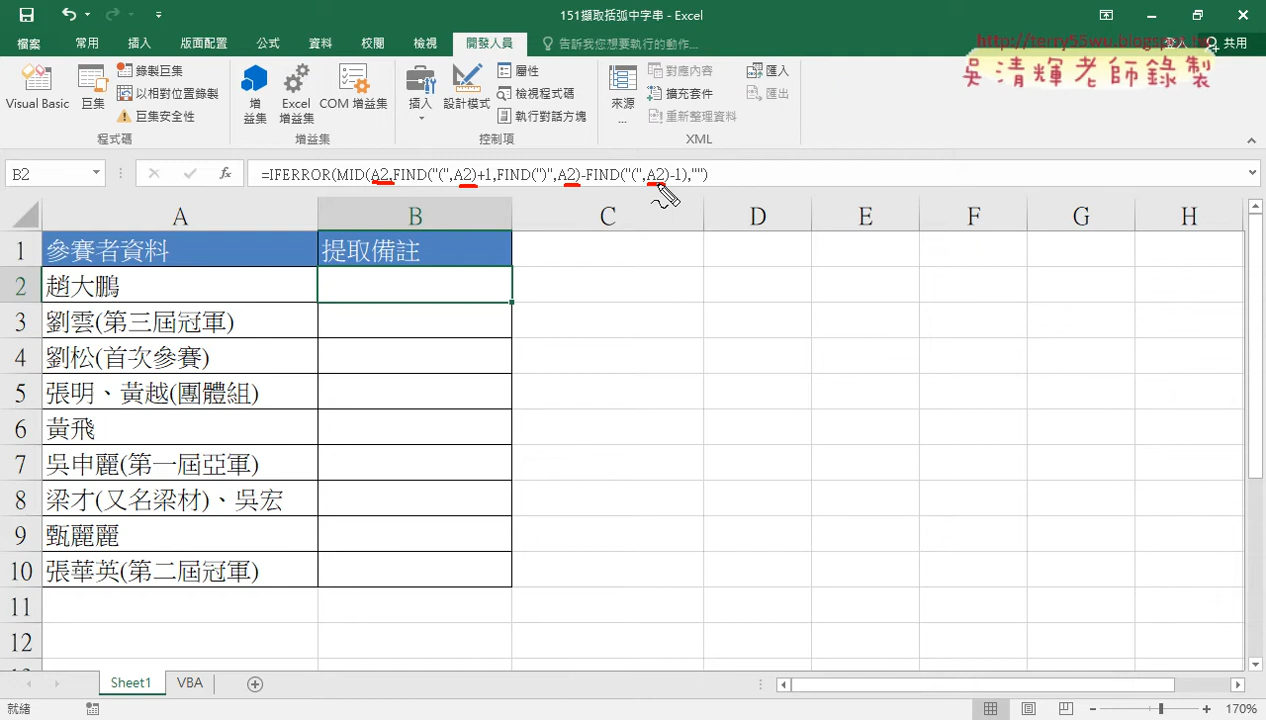 151擷取括弧中字串 - Excel
http://terry55wu.blogspot.tw
吳清輝老師錄製
檔案 常用 插入 版面配置 公式 資料 校閱 檢視 開發人員 告訴我您想要執行的動作... 登入 共用
Visual Basic 巨集 錄製巨集 以相對位置錄製 巨集安全性 程式碼
增益集 Excel 增益集 COM 增益集 增益集
插入 設計模式 屬性 檢視程式碼 執行對話方塊 控制項
來源... 對應內容 擴充套件 重新整理資料 匯入 匯出 XML
B2 fx =IFERROR(MID(A2,FIND("(",A2)+1,FIND(")",A2)-FIND("(",A2)-1),"")
A B C D E F G H
1 參賽者資料 提取備註
2 趙大鵬
3 劉雲(第三屆冠軍)
4 劉松(首次參賽)
5 張明、黃越(團體組)
6 黃飛
7 吳申麗(第一屆亞軍)
8 梁才(又名梁材)、吳宏
9 甄麗麗
10 張華英(第二屆冠軍)
11
12
Sheet1 VBA
就緒 170%